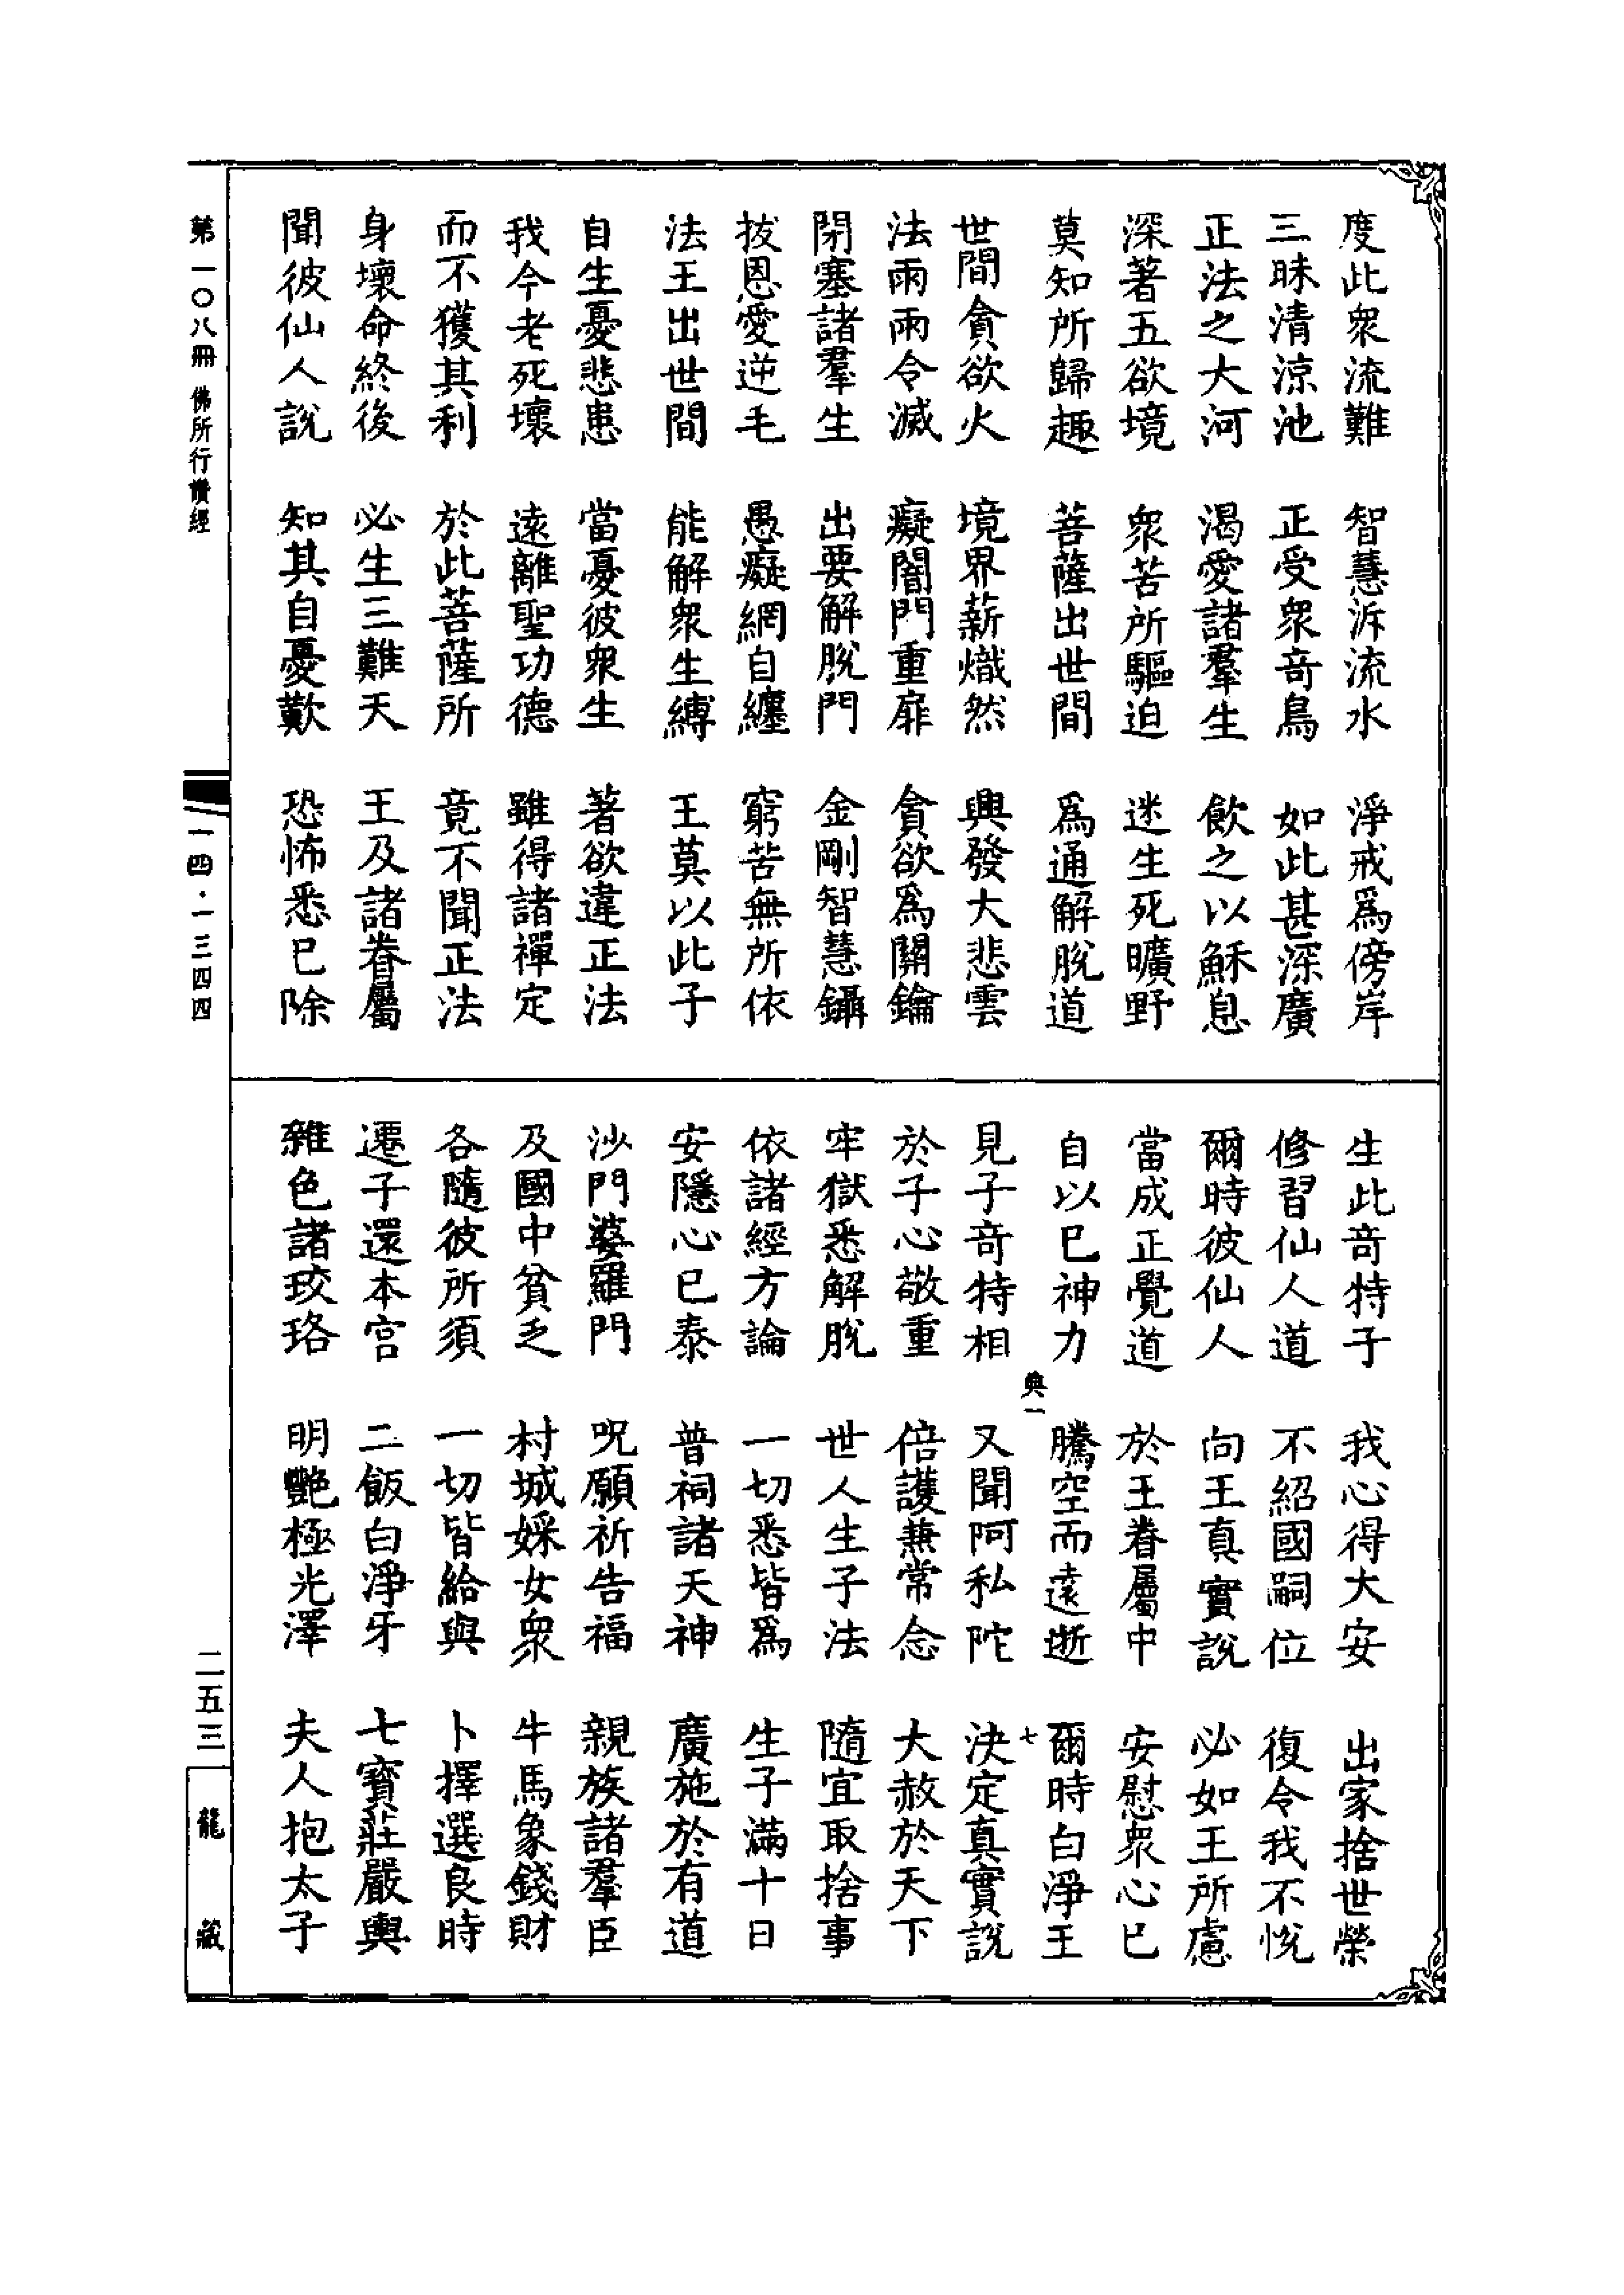 度此衆流難　智慧泝流水　淨戒爲傍岸
三昧清涼池　正受衆竒鳥　如此甚深廣
正法之大河　渴愛諸羣生　飲之以穌息
深著五欲境　衆苦所驅迫　迷生死曠野
莫知所歸趣　菩薩出世間　爲通解脫道
世間貪欲火　境界薪熾然　興發大悲雲
法雨雨令滅　癡闇門重扉　貪欲爲關鑰
閉塞諸羣生　出要解脫門　金剛智慧鑷
拔恩愛逆毛　愚癡網自纏　窮苦無所依
法王出世間　能解衆生縛　王莫以此子
自生憂悲患　當憂彼衆生　著欲違正法
我今老死壞　遠離聖功德　雖得諸禪定
而不獲其利　於此菩薩所　竟不聞正法
身壞命終後　必生三難天　王及諸眷屬
聞彼仙人說　知其自憂歎　恐怖悉已除
生此竒特子　我心得大安　出家捨世榮
修習仙人道　不紹國嗣位　復令我不悅
爾時彼仙人　向王真實說　必如王所慮
當成正覺道　於王眷屬中　安慰衆心已
自以已神力　騰空而遠逝　爾時白淨王
典一　七
見子竒特相　又聞阿私陀　決定真實說
於子心敬重　倍護兼常念　大赦於天下
牢獄悉解脫　世人生子法　隨宜取捨事
依諸經方論　一切悉皆爲　生子滿十日
安隱心已泰　普祠諸天神　廣施於有道
沙門婆羅門　呪願祈告福　親族諸羣臣
及國中貧乏　村城婇女衆　牛馬象錢財
各隨彼所須　一切皆給與　卜擇選良時
遷子還本宮　二飯白淨牙　七寶莊嚴輿
雜色諸珓珞　明艷極光澤　夫人抱太子
第一〇八冊　佛所行讚經
一四·一三四四
二五三
龍藏